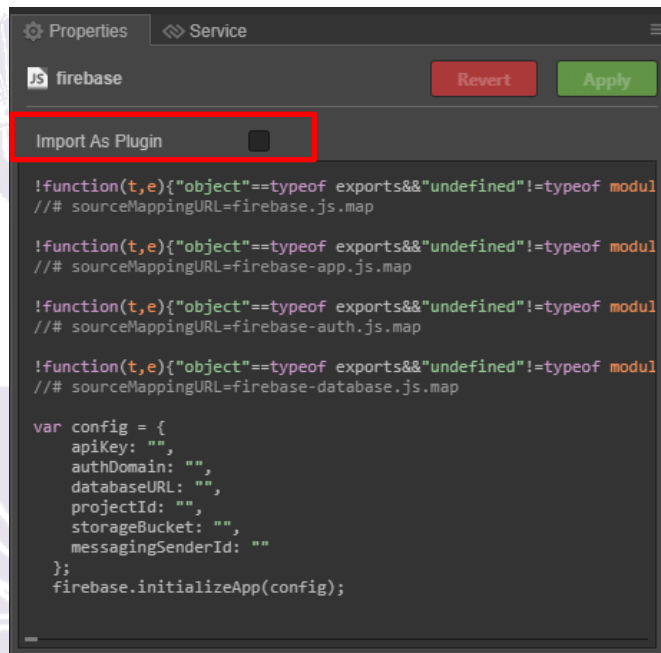 Properties
Service
JS firebase
Revert
Apply
Import As Plugin
!function(t,e){"object"==typeof exports&&"undefined"!=typeof modul
//# sourceMappingURL=firebase.js.map
!function(t,e){"object"==typeof exports&&"undefined"!=typeof modul
//# sourceMappingURL=firebase-app.js.map
!function(t,e){"object"==typeof exports&&"undefined"!=typeof modul
//# sourceMappingURL=firebase-auth.js.map
!function(t,e){"object"==typeof exports&&"undefined"!=typeof modul
//# sourceMappingURL=firebase-database.js.map
var config = {
    apiKey: "",
    authDomain: "",
    databaseURL: "",
    projectId: "",
    storageBucket: "",
    messagingSenderId: ""
  };
  firebase.initializeApp(config);